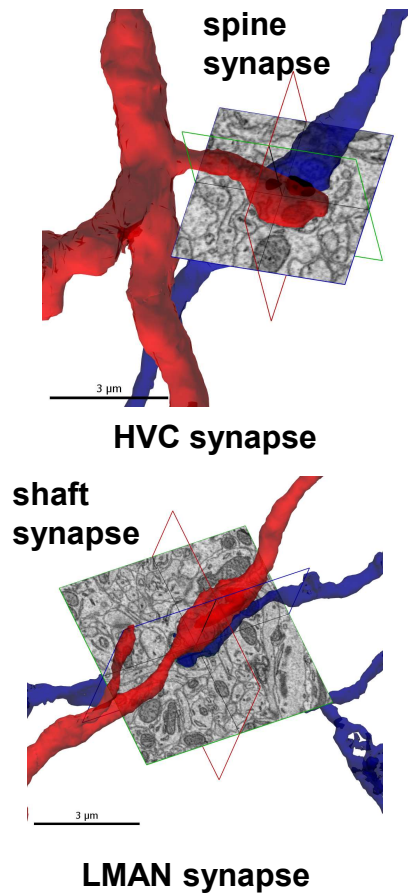 spine
synapse
3 µm
HVC synapse
shaft
synapse
3 µm
LMAN synapse